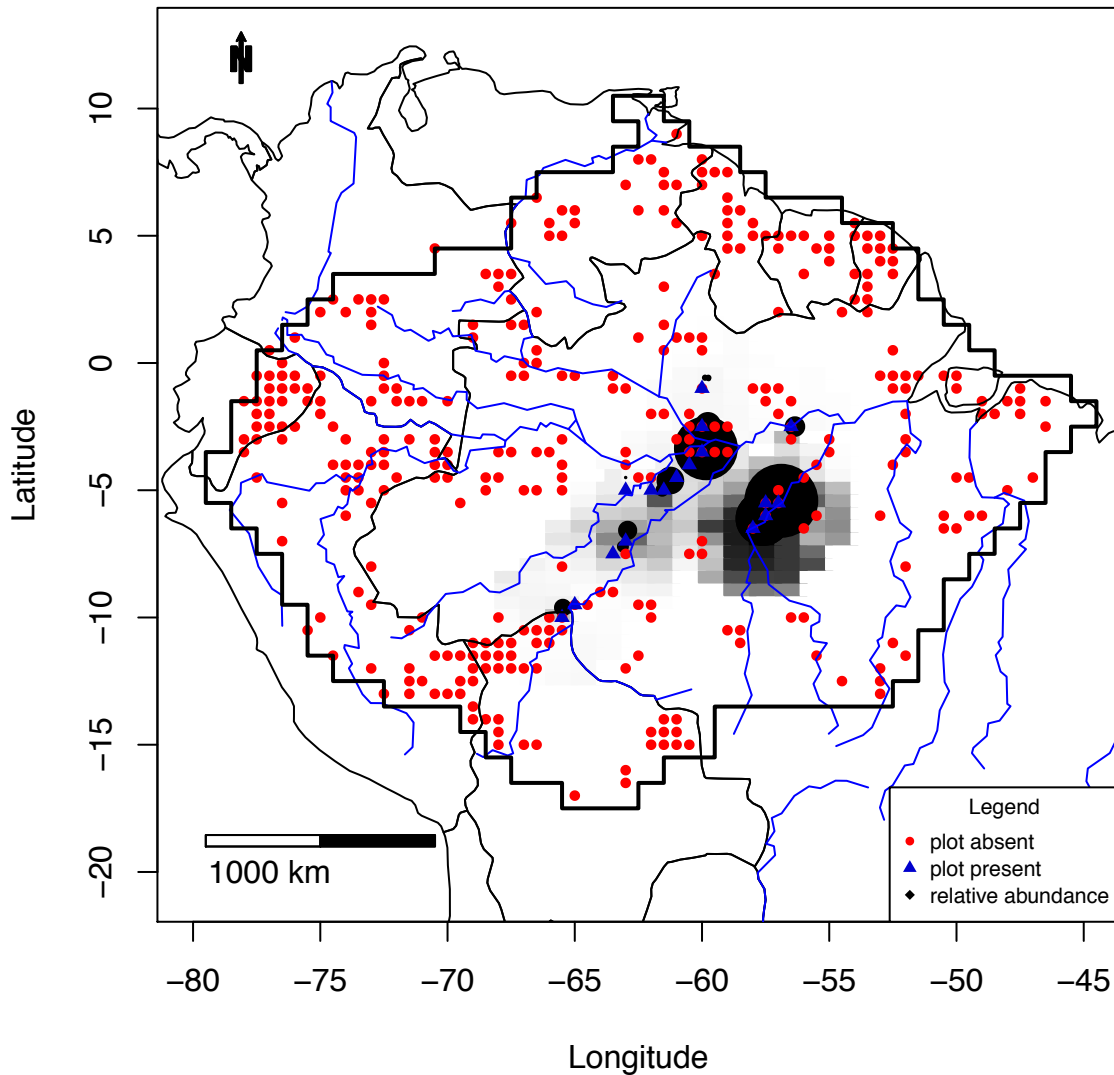 N
10
5
0
−5
−10
−15
−20
Latitude
1000 km
Legend
plot absent
plot present
relative abundance
−80
−75
−70
−65
−60
−55
−50
−45
Longitude